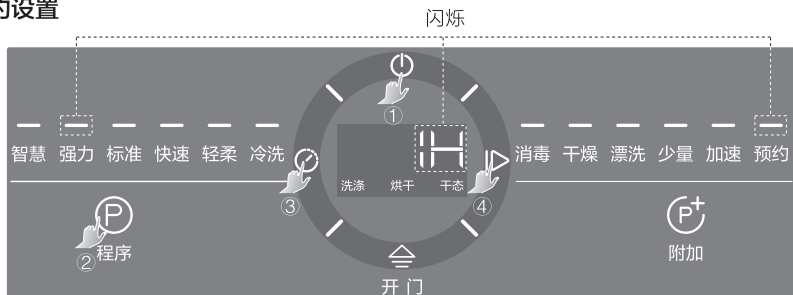 约设置
闪烁
①
1H
智慧 强力 标准 快速 轻柔 冷洗
消毒 干燥 漂洗 少量 加速 预约
洗涤 烘干 干态
③
④
P
P+
②
程序
附加
开门